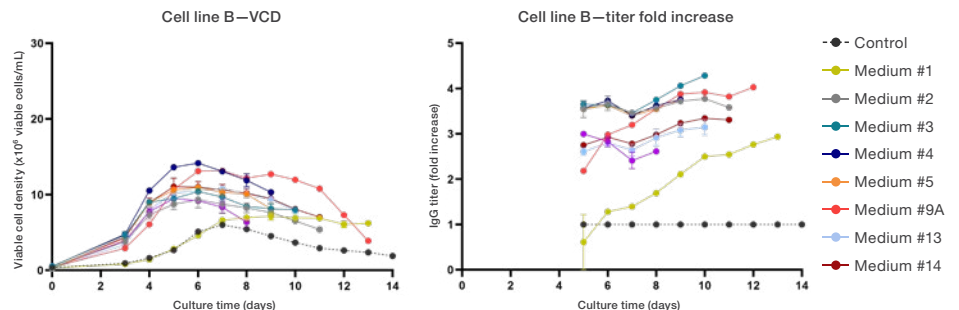 Cell line B—VCD
Viable cell density (x10⁶ viable cells/mL)
30
20
10
0
0 2 4 6 8 10 12 14
Culture time (days)
Cell line B—titer fold increase
IgG titier (fold increase)
5
4
3
2
1
0
0 2 4 6 8 10 12 14
Culture time (days)
Control
Medium #1
Medium #2
Medium #3
Medium #4
Medium #5
Medium #9A
Medium #13
Medium #14